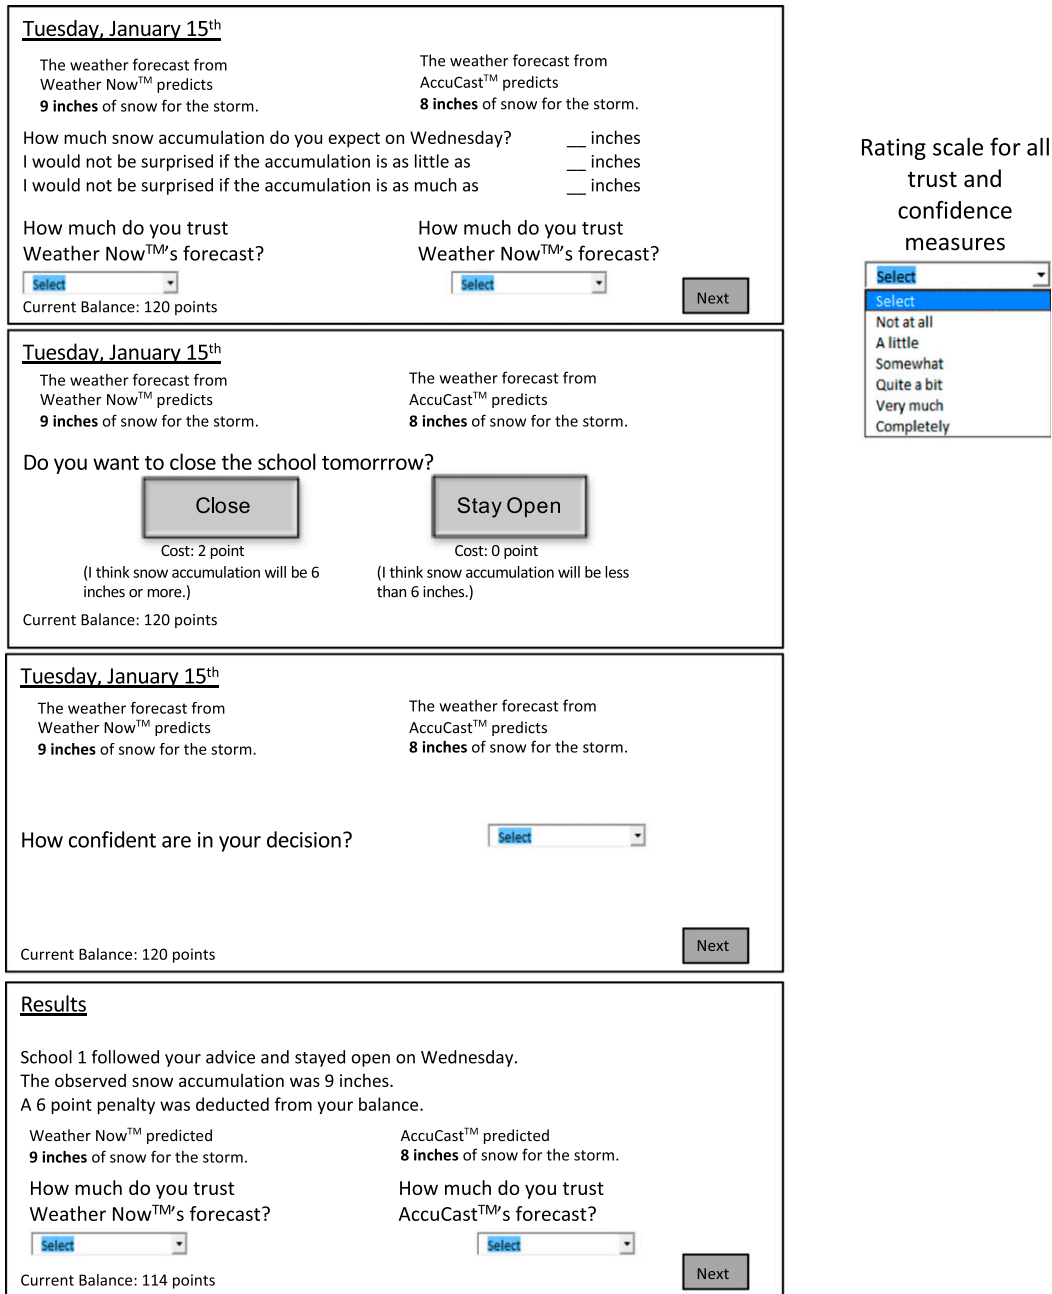 Tuesday, January 15th
The weather forecast from
Weather Now™ predicts
9 inches of snow for the storm.
The weather forecast from
AccuCast™ predicts
8 inches of snow for the storm.
How much snow accumulation do you expect on Wednesday? __ inches
I would not be surprised if the accumulation is as little as __ inches
I would not be surprised if the accumulation is as much as __ inches
How much do you trust
Weather Now™'s forecast?
Select
How much do you trust
Weather Now™'s forecast?
Select
Current Balance: 120 points
Next
Rating scale for all
trust and
confidence
measures
Select
Select
Not at all
A little
Somewhat
Quite a bit
Very much
Completely
Tuesday, January 15th
The weather forecast from
Weather Now™ predicts
9 inches of snow for the storm.
The weather forecast from
AccuCast™ predicts
8 inches of snow for the storm.
Do you want to close the school tomorrrow?
Close
Cost: 2 point
(I think snow accumulation will be 6
inches or more.)
Stay Open
Cost: 0 point
(I think snow accumulation will be less
than 6 inches.)
Current Balance: 120 points
Tuesday, January 15th
The weather forecast from
Weather Now™ predicts
9 inches of snow for the storm.
The weather forecast from
AccuCast™ predicts
8 inches of snow for the storm.
How confident are in your decision?
Select
Current Balance: 120 points
Next
Results
School 1 followed your advice and stayed open on Wednesday.
The observed snow accumulation was 9 inches.
A 6 point penalty was deducted from your balance.
Weather Now™ predicted
9 inches of snow for the storm.
AccuCast™ predicted
8 inches of snow for the storm.
How much do you trust
Weather Now™'s forecast?
Select
How much do you trust
AccuCast™'s forecast?
Select
Current Balance: 114 points
Next